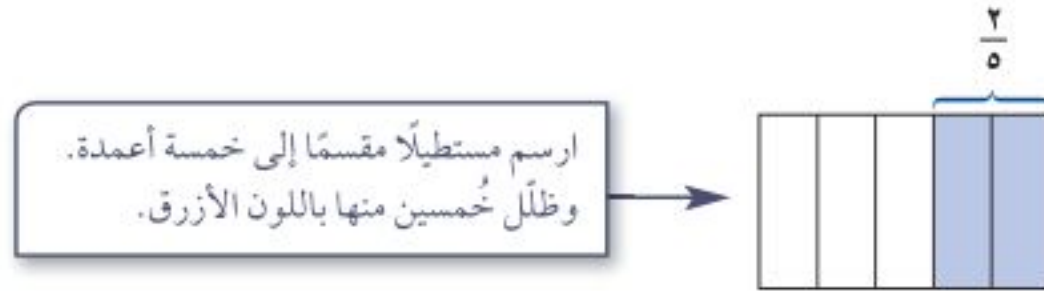 ٢
٥
ارسم مستطيلًا مقسمًا إلى خمسة أعمدة.
وظلّل خُمسين منها باللون الأزرق.